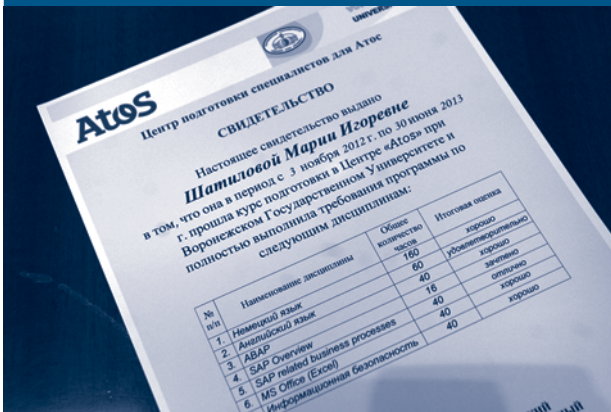 UNIVER
Atos
Центр подготовки специалистов для Атос
СВИДЕТЕЛЬСТВО
Настоящее свидетельство выдано
Шатиловой Марии Игоревне
в том, что она в период с 3 ноября 2012 г. по 30 июня 2013
г. прошла курс подготовки в Центре «Atos» при
Воронежском Государственном Университете и
полностью выполнила требования программы по
следующим дисциплинам:
№ п/п Наименование дисциплины Общее количество часов Итоговая оценка
1. Немецкий язык 160 хорошо
2. Английский язык 60 удовлетворительно
3. ABAP 40 хорошо
4. SAP Overview 16 зачтено
5. SAP related business processes 40 отлично
6. MS Office (Excel) 40 хорошо
Информационная безопасность 40 хорошо